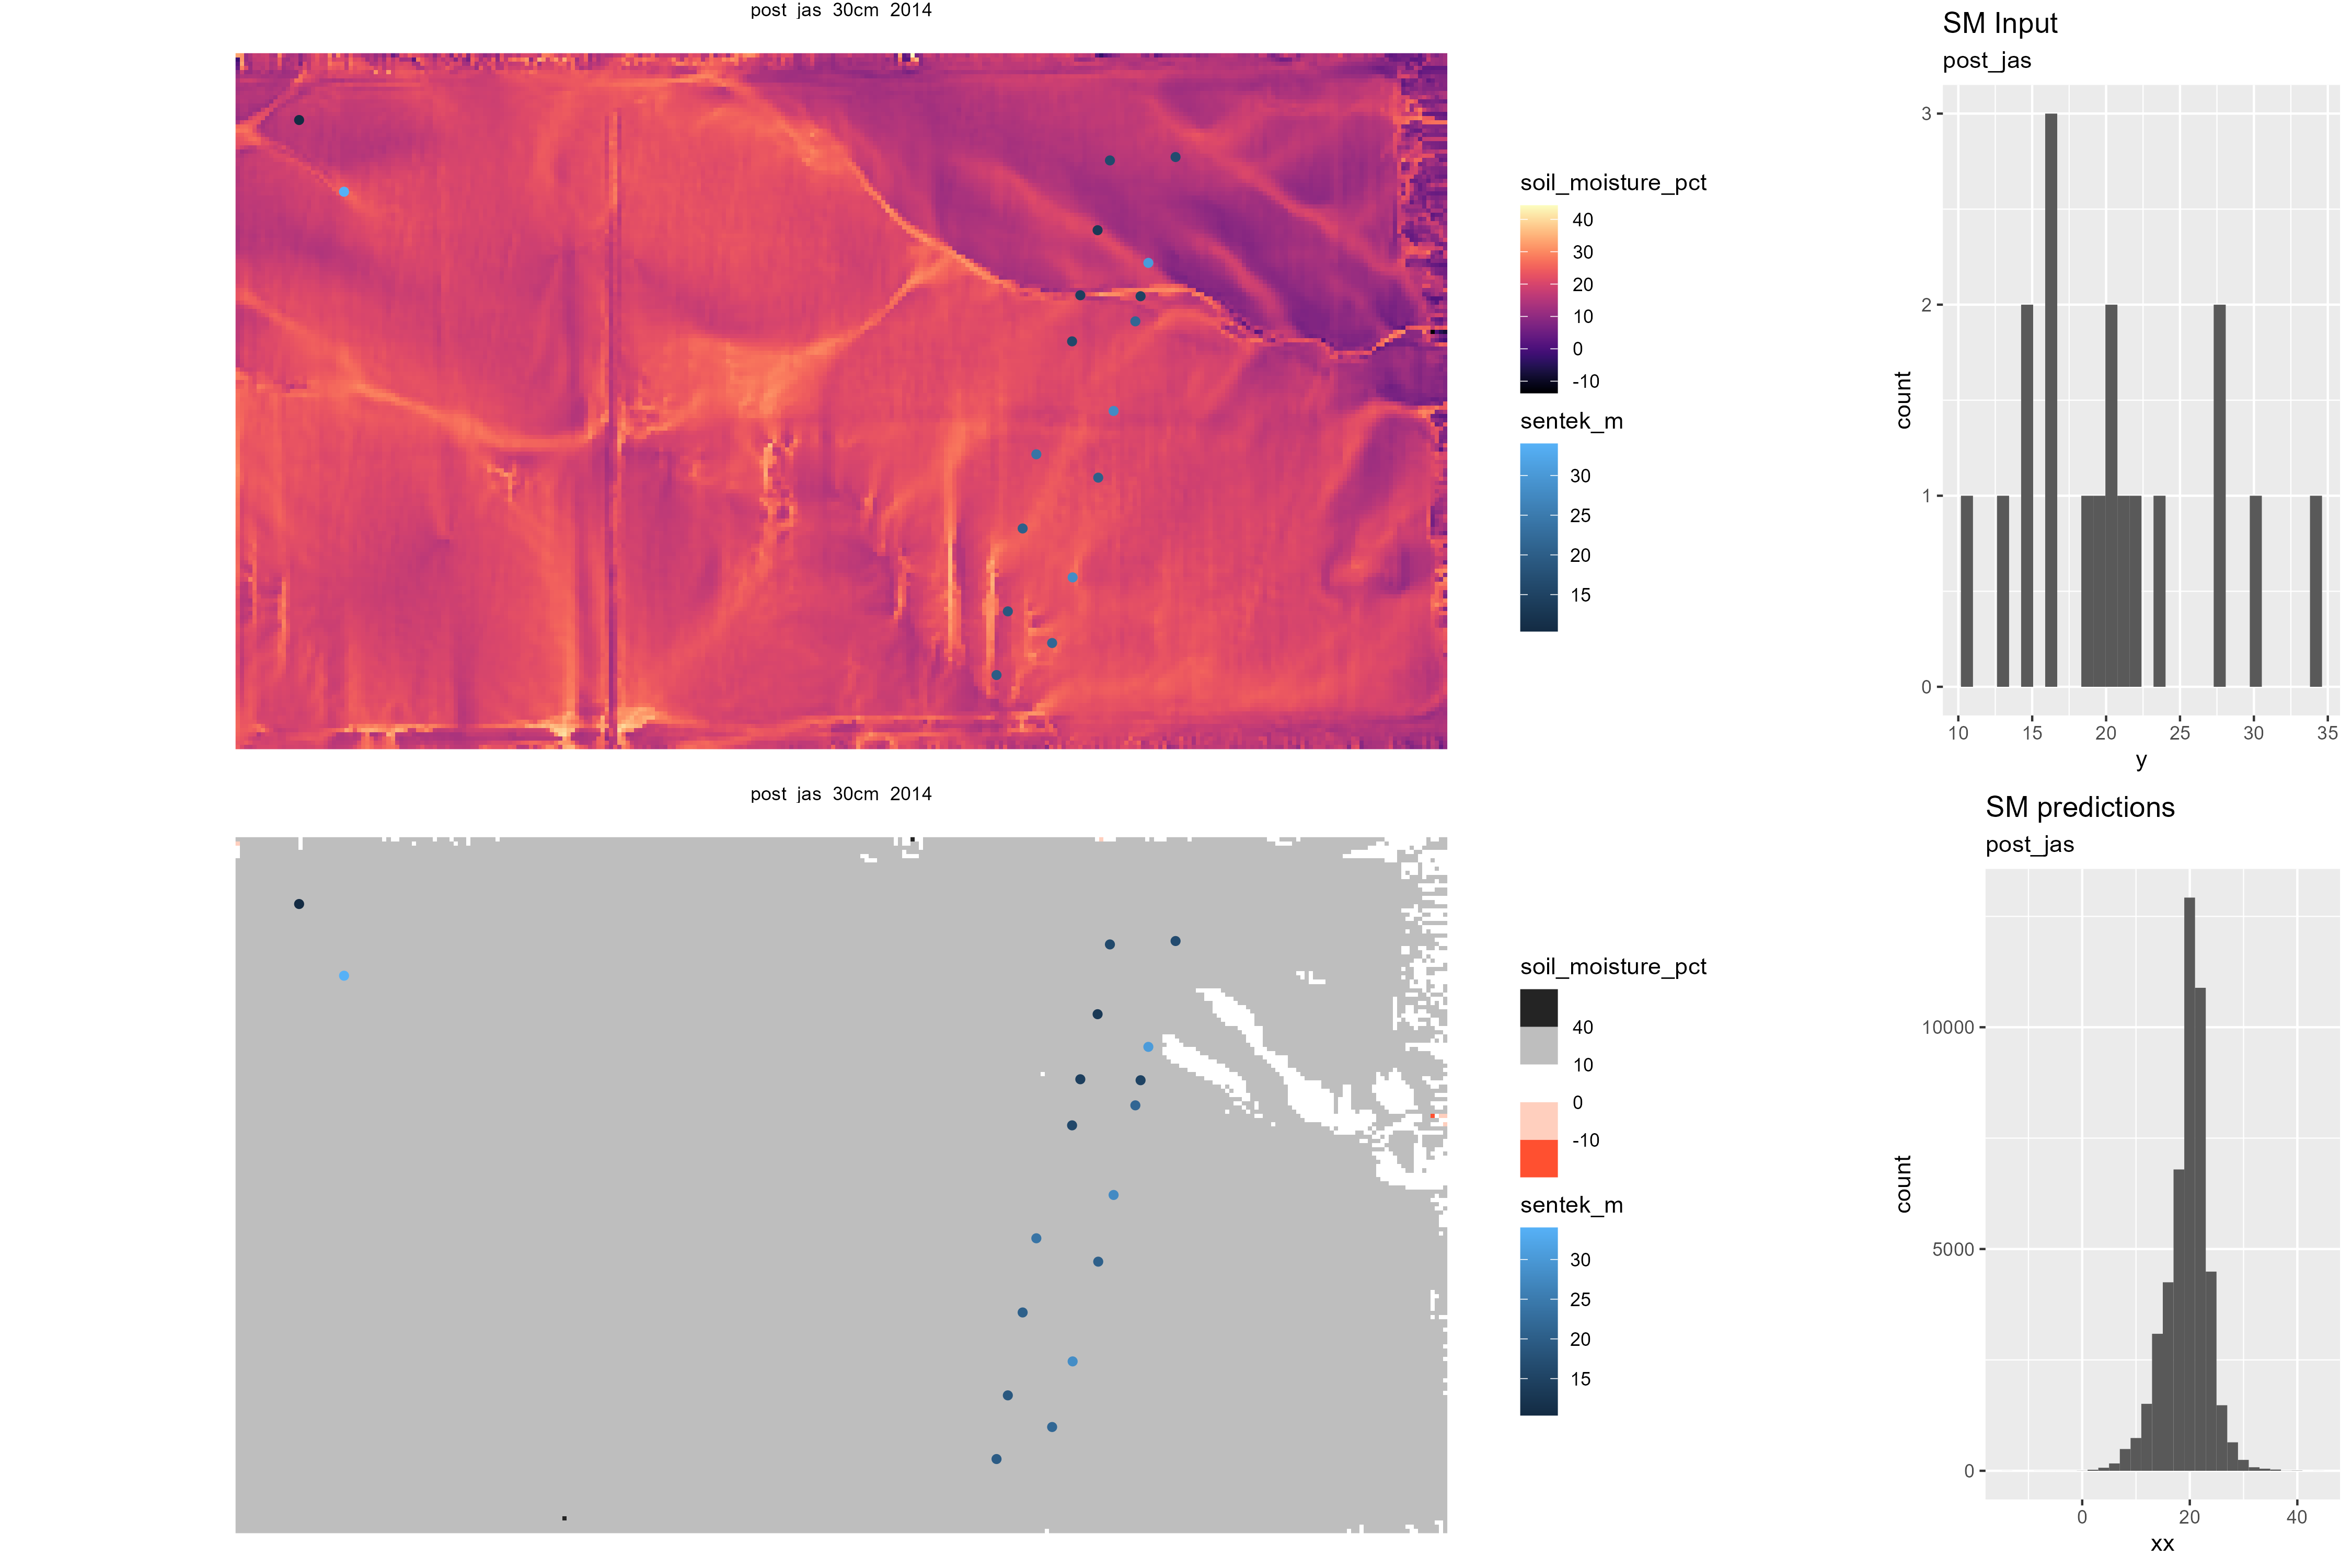 post  jas  30cm  2014
soil_moisture_pct
40
30
20
10
0
-10
sentek_m
30
25
20
15
SM Input
post_jas
count
3
2
1
0
10 15 20 25 30 35
y
post  jas  30cm  2014
soil_moisture_pct
40
10
0
-10
sentek_m
30
25
20
15
SM predictions
post_jas
count
10000
5000
0
0 20 40
xx